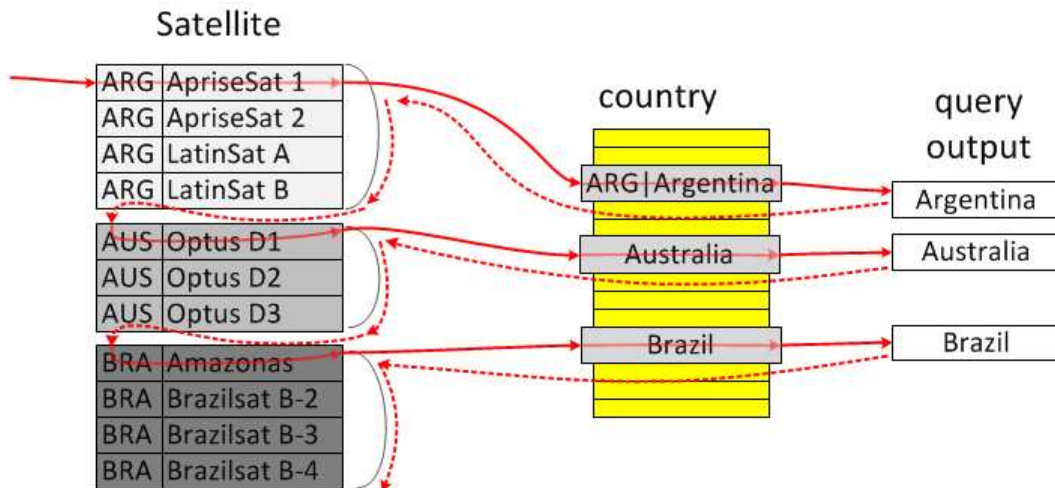 Satellite
ARG ApriseSat 1
ARG ApriseSat 2
ARG LatinSat A
ARG LatinSat B
AUS Optus D1
AUS Optus D2
AUS Optus D3
BRA Amazonas
BRA Brazilsat B-2
BRA Brazilsat B-3
BRA Brazilsat B-4
country
ARG|Argentina
Australia
Brazil
query
output
Argentina
Australia
Brazil